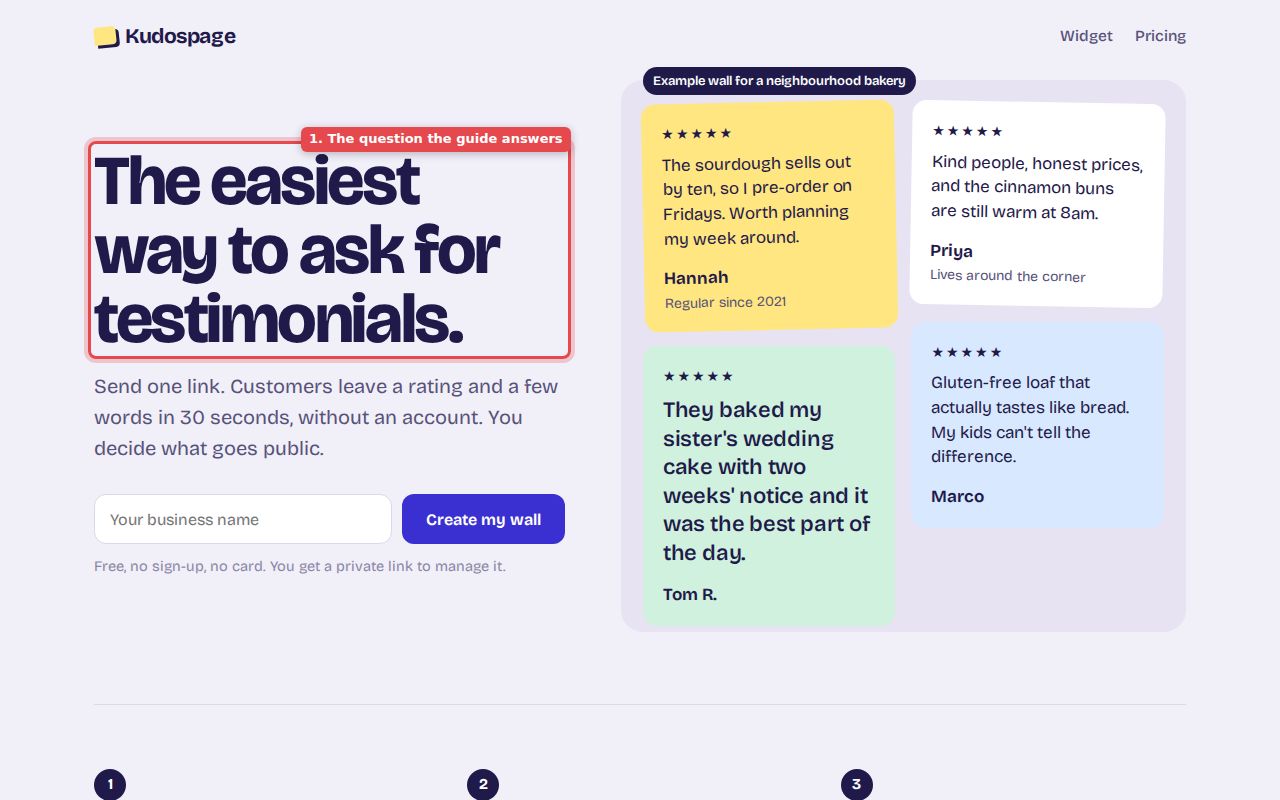 Kudospage
Widget
Pricing
1. The question the guide answers
The easiest
way to ask for
testimonials.
Send one link. Customers leave a rating and a few
words in 30 seconds, without an account. You
decide what goes public.
Your business name
Create my wall
Free, no sign-up, no card. You get a private link to manage it.
Example wall for a neighbourhood bakery
★★★★★
The sourdough sells out
by ten, so I pre-order on
Fridays. Worth planning
my week around.
Hannah
Regular since 2021
★★★★★
They baked my
sister's wedding
cake with two
weeks' notice and it
was the best part of
the day.
Tom R.
★★★★★
Kind people, honest prices,
and the cinnamon buns
are still warm at 8am.
Priya
Lives around the corner
★★★★★
Gluten-free loaf that
actually tastes like bread.
My kids can't tell the
difference.
Marco
1
2
3